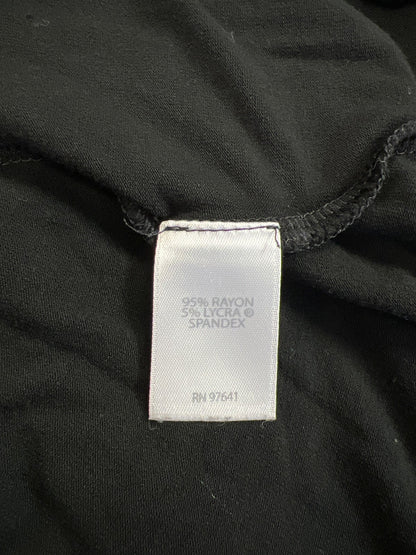 95% RAYON
5% LYCRA ®
SPANDEX
RN 97641